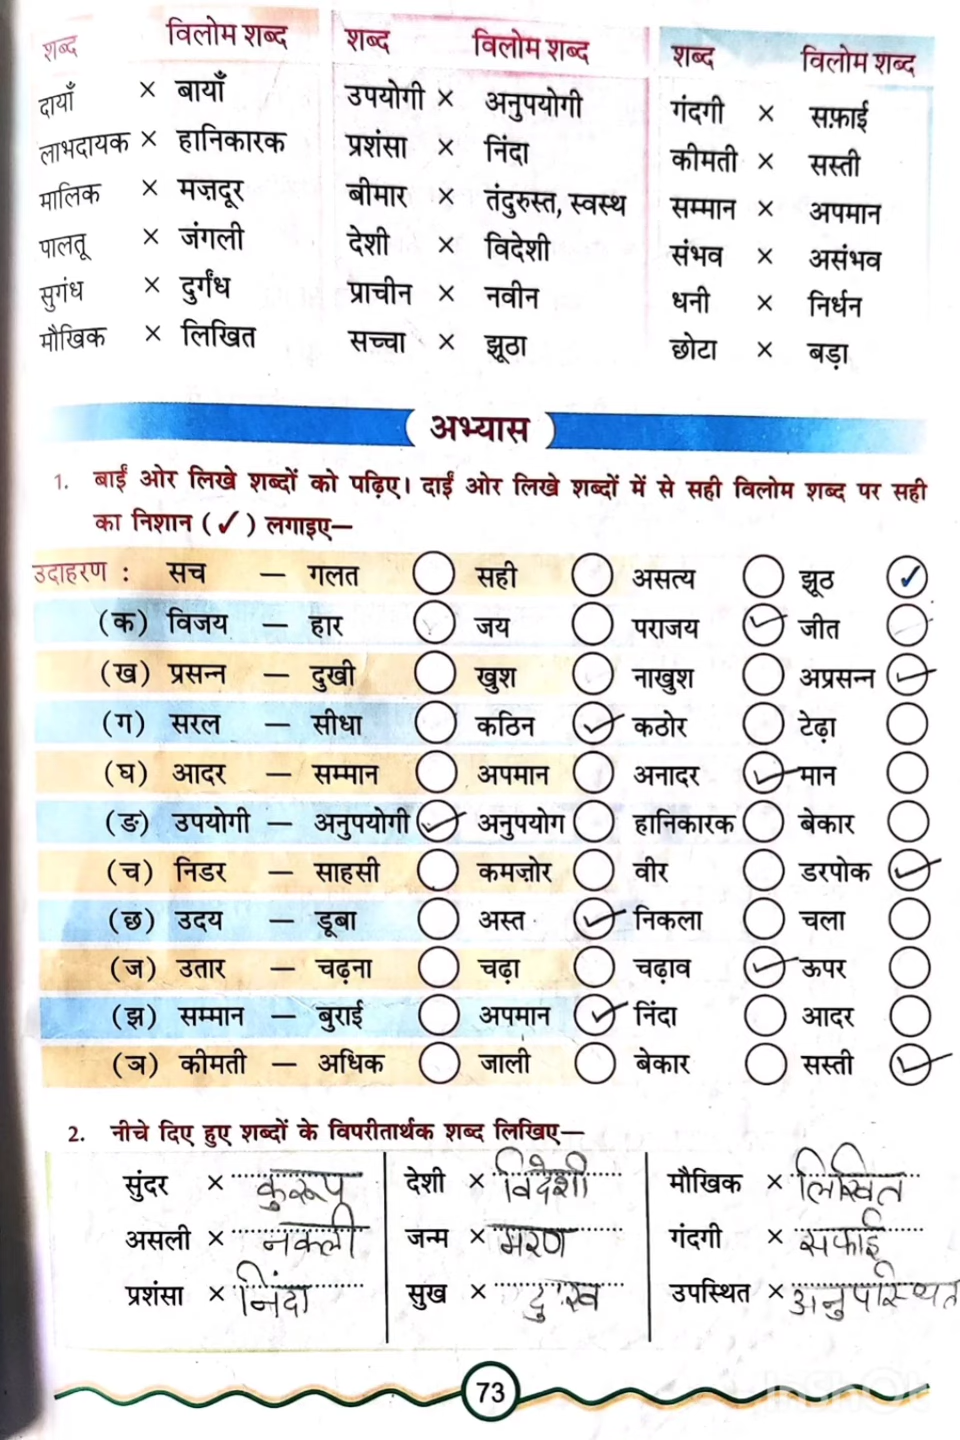 शब्द विलोम शब्द शब्द विलोम शब्द शब्द विलोम शब्द
दायाँ × बायाँ उपयोगी × अनुपयोगी गंदगी × सफ़ाई
लाभदायक × हानिकारक प्रशंसा × निंदा कीमती × सस्ती
मालिक × मज़दूर बीमार × तंदुरुस्त, स्वस्थ सम्मान × अपमान
पालतू × जंगली देशी × विदेशी संभव × असंभव
सुगंध × दुर्गंध प्राचीन × नवीन धनी × निर्धन
मौखिक × लिखित सच्चा × झूठा छोटा × बड़ा
अभ्यास
1. बाईं ओर लिखे शब्दों को पढ़िए। दाईं ओर लिखे शब्दों में से सही विलोम शब्द पर सही
का निशान (✓) लगाइए—
उदाहरण : सच — गलत सही असत्य झूठ ✓
(क) विजय — हार जय पराजय ✓ जीत
(ख) प्रसन्न — दुखी खुश नाखुश अप्रसन्न ✓
(ग) सरल — सीधा कठिन ✓ कठोर टेढ़ा
(घ) आदर — सम्मान अपमान अनादर ✓ मान
(ङ) उपयोगी — अनुपयोगी ✓ अनुपयोग हानिकारक बेकार
(च) निडर — साहसी कमज़ोर वीर डरपोक ✓
(छ) उदय — डूबा अस्त ✓ निकला चला
(ज) उतार — चढ़ना चढ़ा चढ़ाव ✓ ऊपर
(झ) सम्मान — बुराई अपमान ✓ निंदा आदर
(ञ) कीमती — अधिक जाली बेकार सस्ती ✓
2. नीचे दिए हुए शब्दों के विपरीतार्थक शब्द लिखिए—
सुंदर × कुरूप देशी × विदेशी मौखिक × लिखित
असली × नकली जन्म × मरण गंदगी × सफाई
प्रशंसा × निंदा सुख × दुःख उपस्थित × अनुपस्थित
73
InShOt